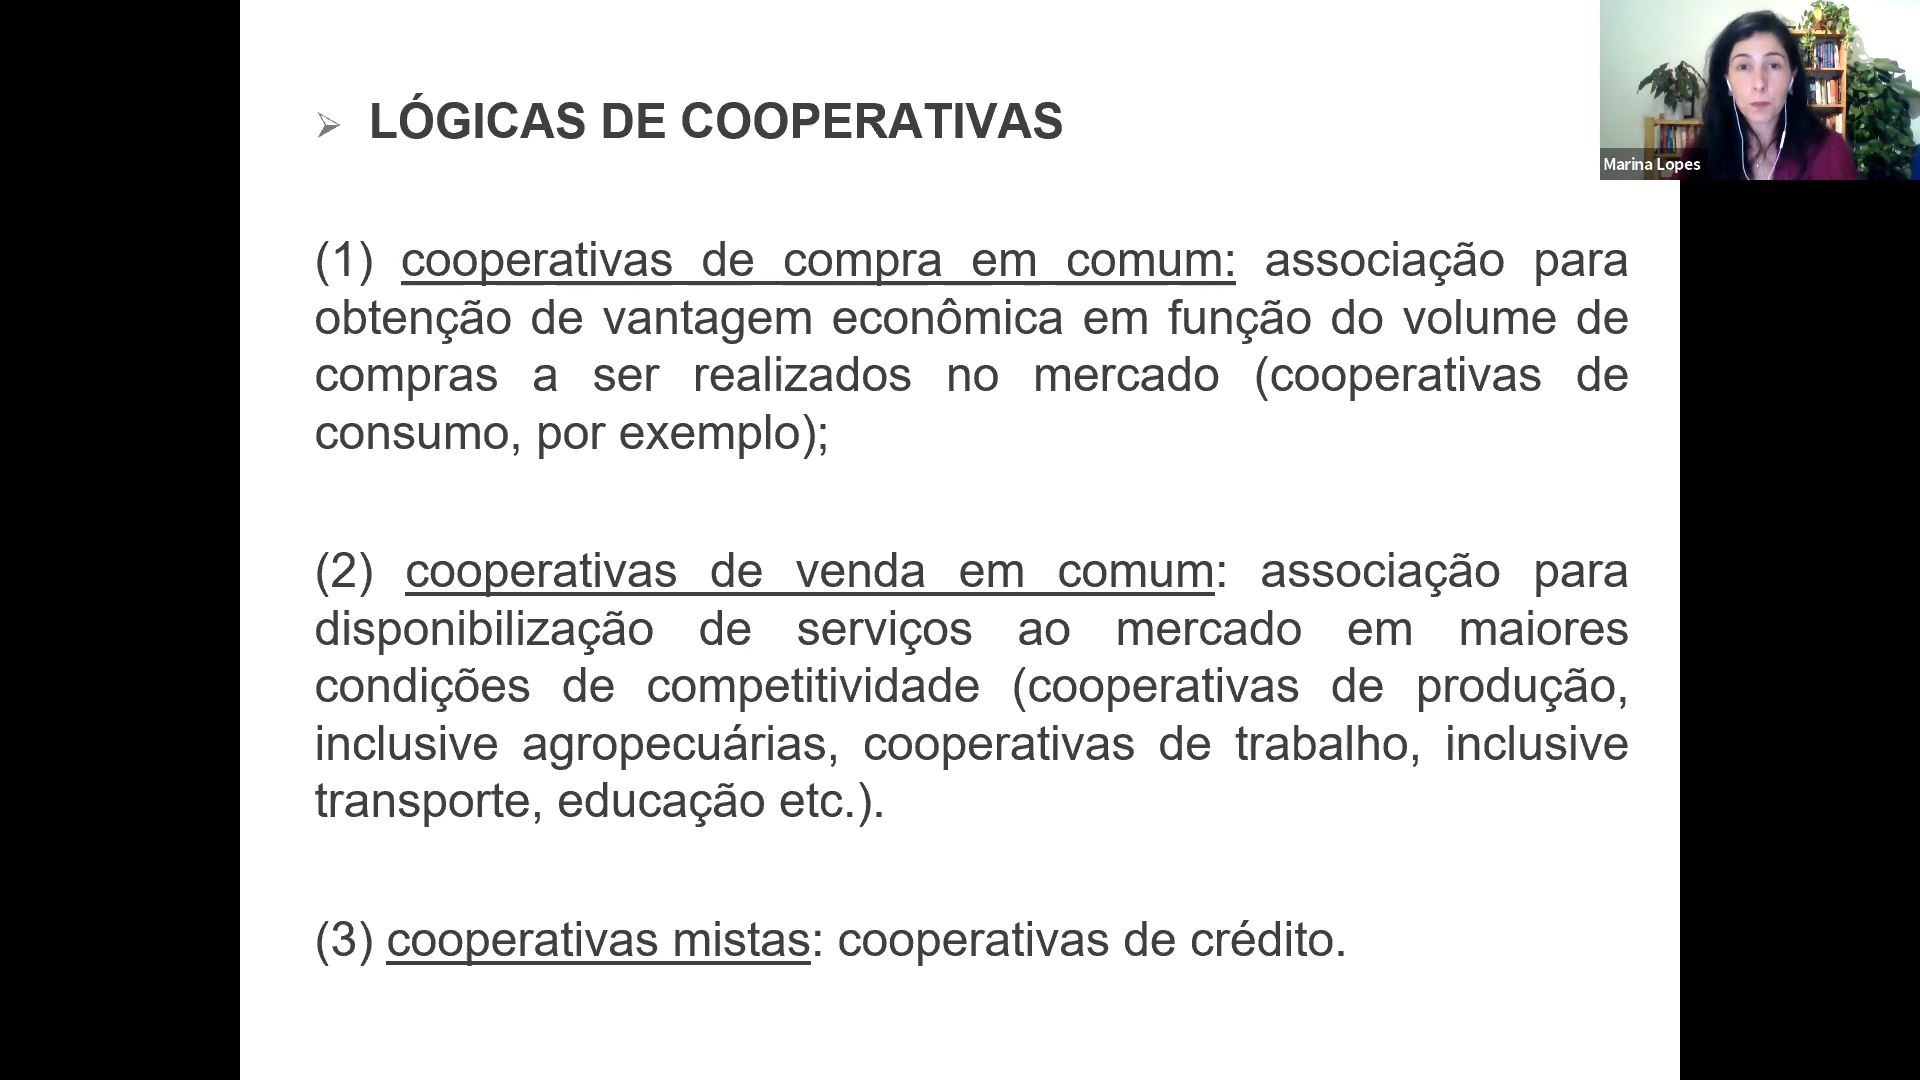 LÓGICAS DE COOPERATIVAS
Marina Lopes
(1) cooperativas de compra em comum: associação para
obtenção de vantagem econômica em função do volume de
compras a ser realizados no mercado (cooperativas de
consumo, por exemplo);
(2) cooperativas de venda em comum: associação para
disponibilização de serviços ao mercado em maiores
condições de competitividade (cooperativas de produção,
inclusive agropecuárias, cooperativas de trabalho, inclusive
transporte, educação etc.).
(3) cooperativas mistas: cooperativas de crédito.